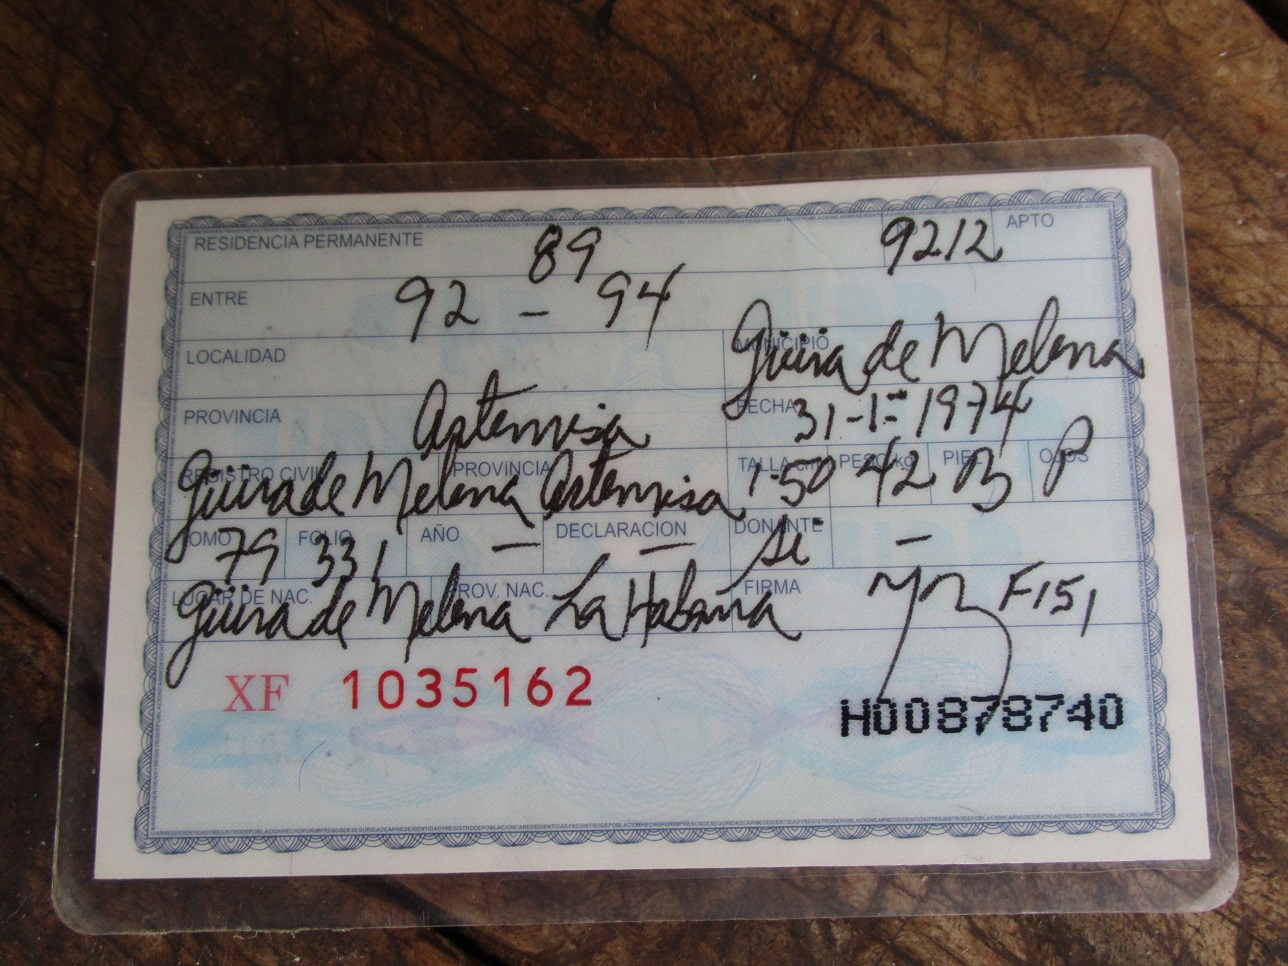 RESIDENCIA PERMANENTE 89 9212 APTO
ENTRE 92 – 94
LOCALIDAD MUNICIPIO Güira de Melena
PROVINCIA Artemisa FECHA 31-1-1974
REGISTRO CIVIL Güira de Melena PROVINCIA Artemisa TALLA cm 1.50 PESO kg 42 PIEL B OJOS P
TOMO 79 FOLIO 331 AÑO – DECLARACION – DONANTE si –
LUGAR DE NAC. Güira de Melena PROV. NAC. La Habana FIRMA F151
XF 1035162
H00878740